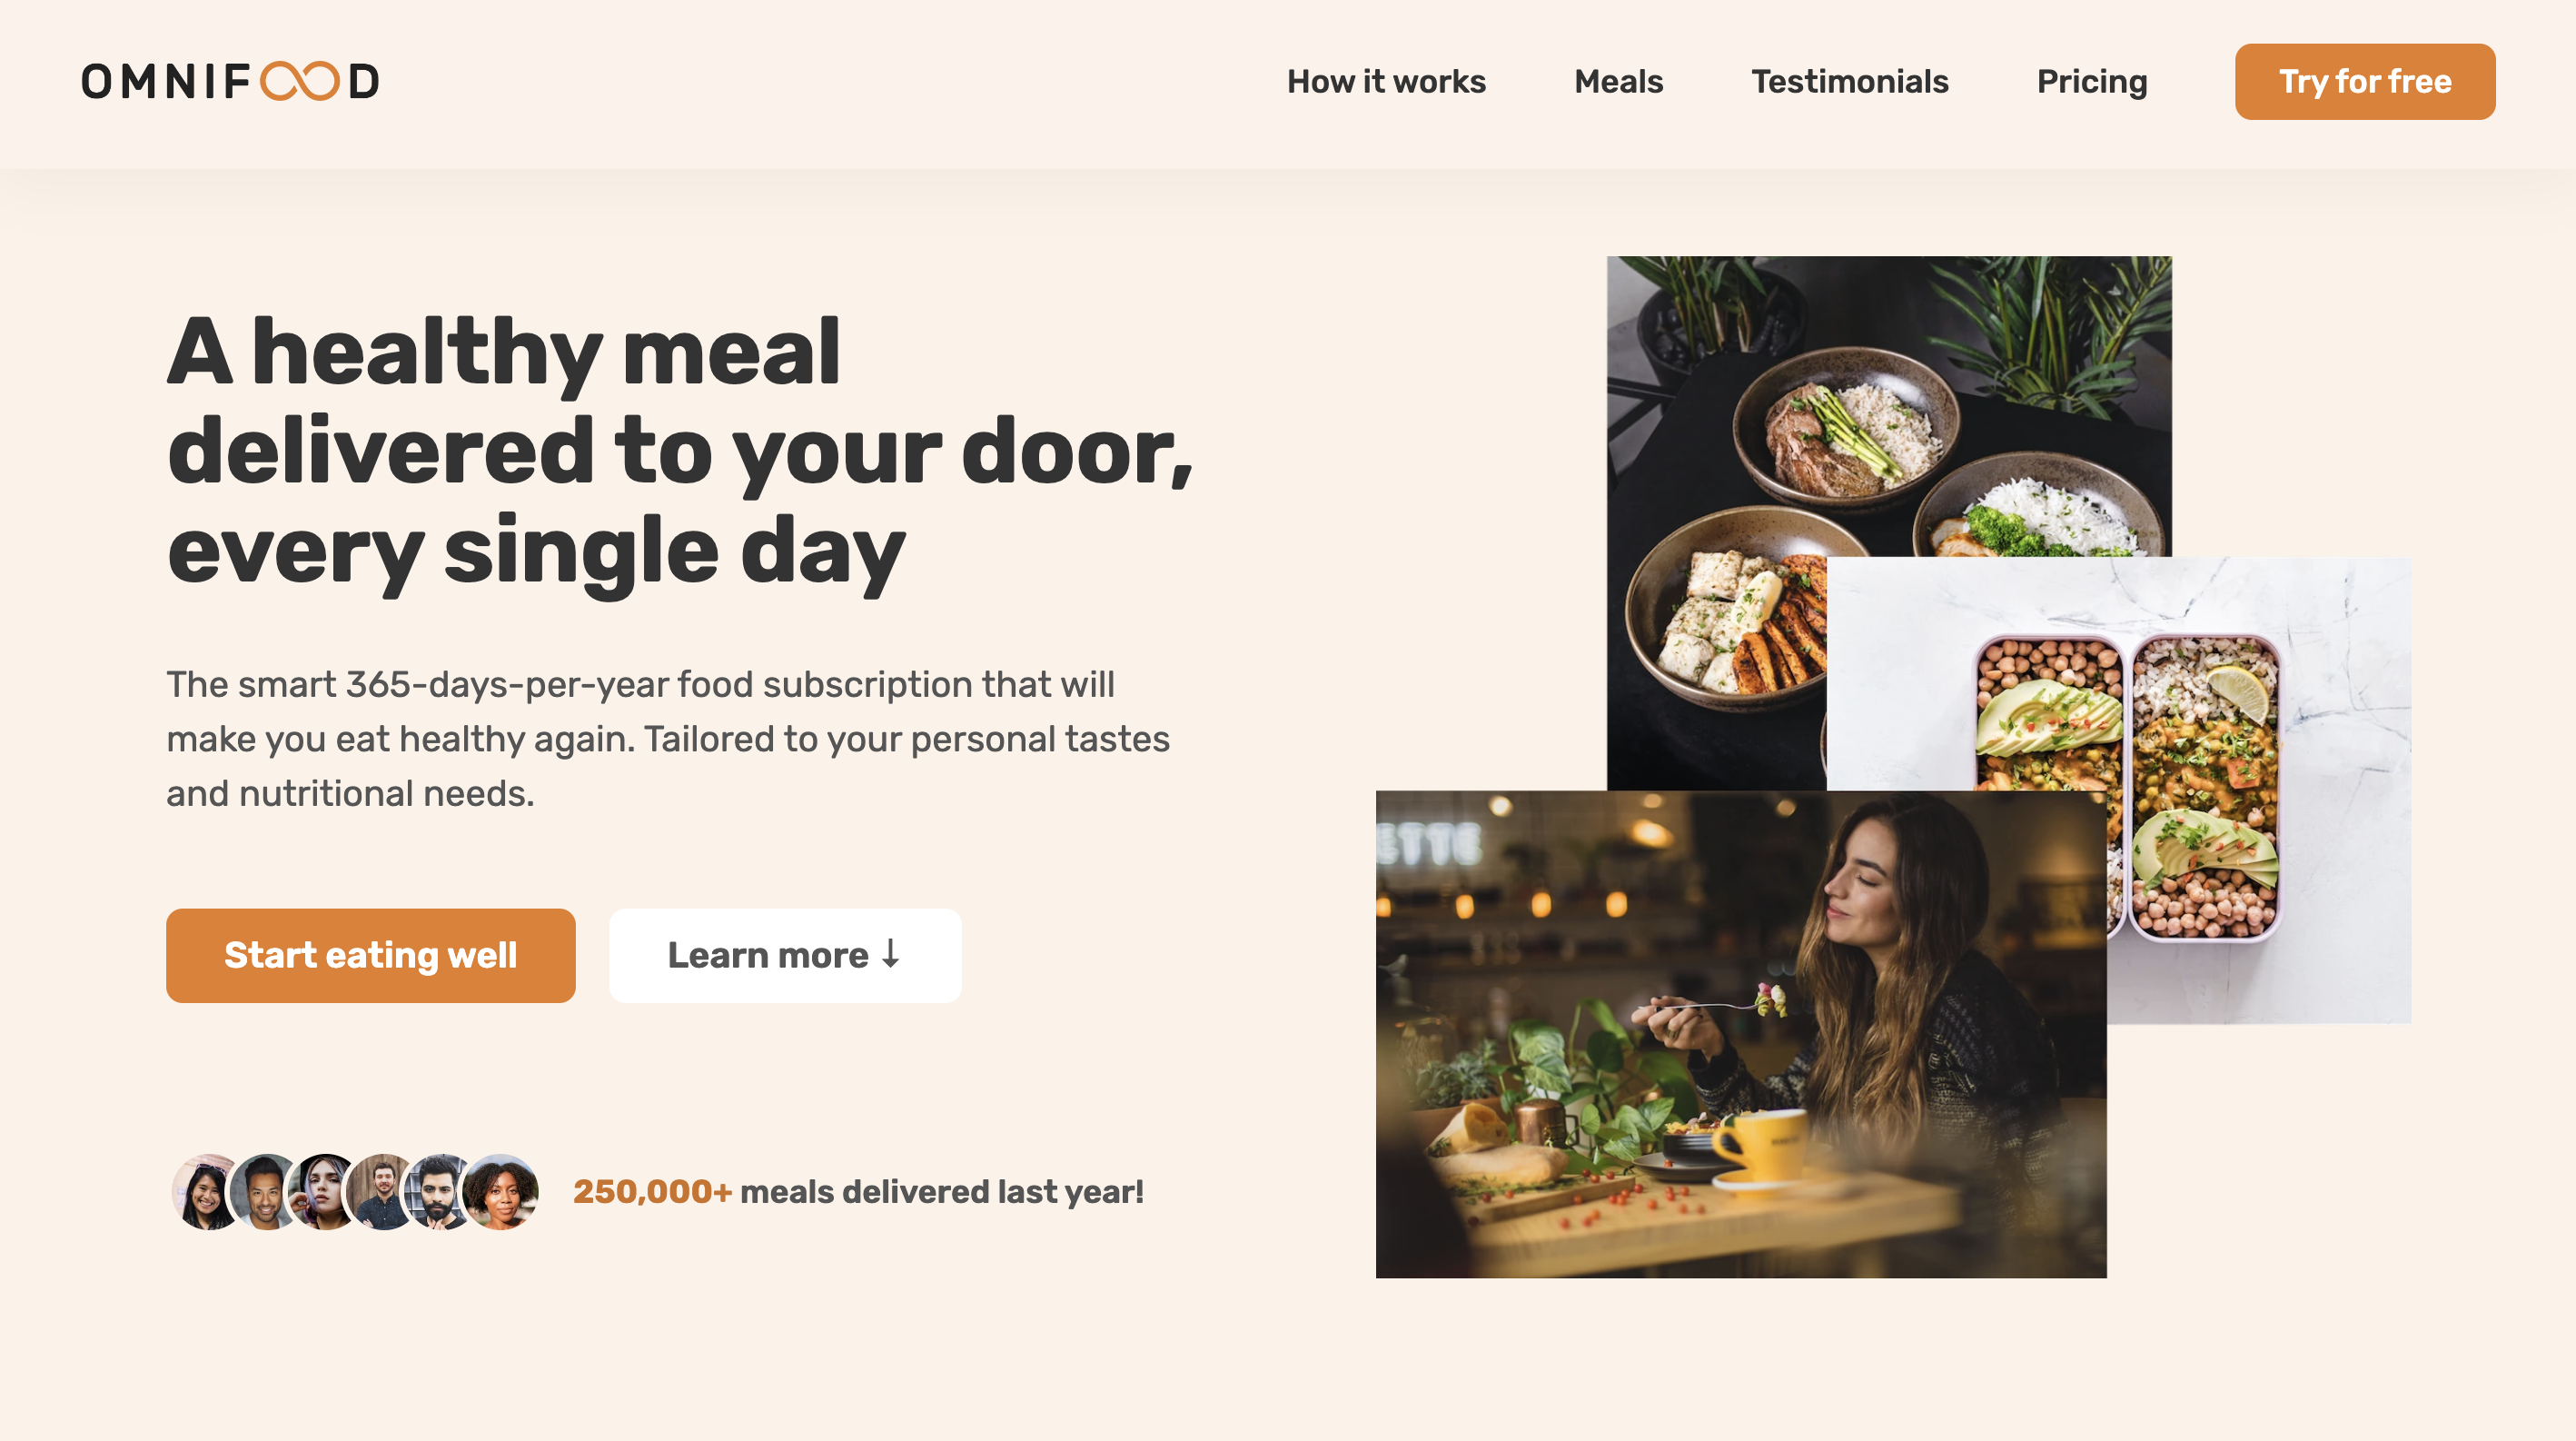 OMNIFOOD
How it works
Meals
Testimonials
Pricing
Try for free
A healthy meal
delivered to your door,
every single day
The smart 365-days-per-year food subscription that will
make you eat healthy again. Tailored to your personal tastes
and nutritional needs.
Start eating well
Learn more ↓
250,000+ meals delivered last year!
ETTE